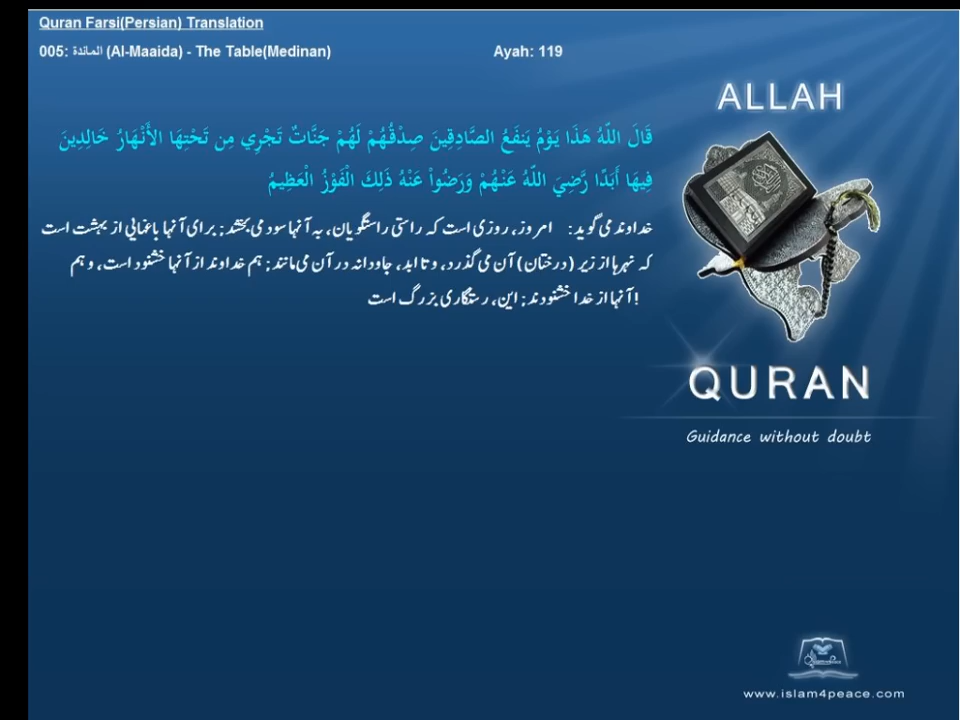 Quran Farsi(Persian) Translation
005: المائدة (Al-Maaida) - The Table(Medinan) Ayah: 119
ALLAH
قَالَ اللّهُ هَذَا يَوْمُ يَنفَعُ الصَّادِقِينَ صِدْقُهُمْ لَهُمْ جَنَّاتٌ تَجْرِي مِن تَحْتِهَا الأَنْهَارُ خَالِدِينَ
فِيهَا أَبَدًا رَّضِيَ اللّهُ عَنْهُمْ وَرَضُواْ عَنْهُ ذَلِكَ الْفَوْزُ الْعَظِيمُ
خداوند می گوید: امروز، روزی است که راستی راستگویان، به آنها سود می بخشد; برای آنها باغهایی از بهشت است
که نهرها از زیر (درختان) آن می گذرد، و تا ابد، جاودانه در آن می مانند; هم خداوند از آنها خشنود است، و هم
آنها از خدا خشنودند; این، رستگاری بزرگ است!
QURAN
Guidance without doubt
www.islam4peace.com